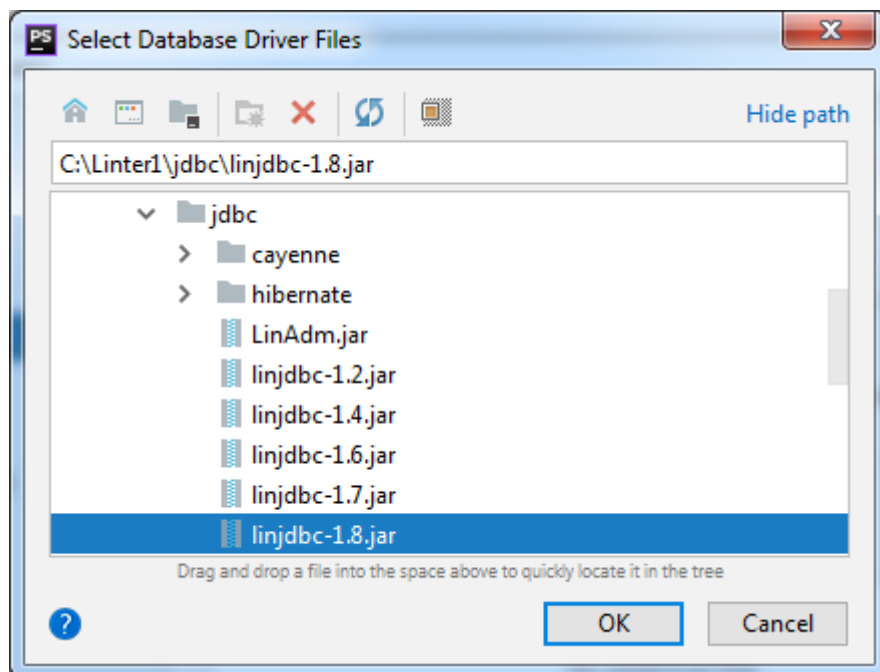 PS Select Database Driver Files
Hide path
C:\Linter1\jdbc\linjdbc-1.8.jar
jdbc
cayenne
hibernate
LinAdm.jar
linjdbc-1.2.jar
linjdbc-1.4.jar
linjdbc-1.6.jar
linjdbc-1.7.jar
linjdbc-1.8.jar
Drag and drop a file into the space above to quickly locate it in the tree
? OK Cancel